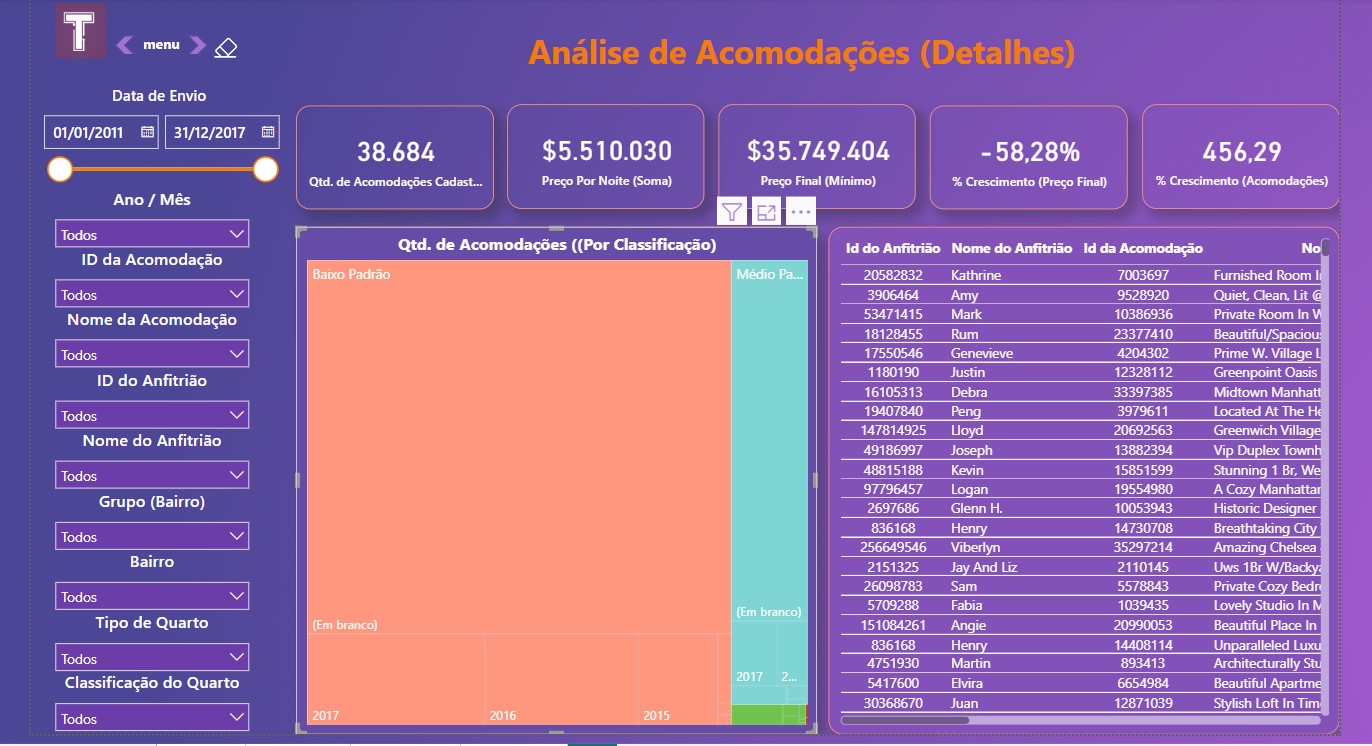 T
menu
Análise de Acomodações (Detalhes)
Data de Envio
01/01/2011 31/12/2017
Ano / Mês
Todos
ID da Acomodação
Todos
Nome da Acomodação
Todos
ID do Anfitrião
Todos
Nome do Anfitrião
Todos
Grupo (Bairro)
Todos
Bairro
Todos
Tipo de Quarto
Todos
Classificação do Quarto
Todos
38.684
Qtd. de Acomodações Cadast...
$5.510.030
Preço Por Noite (Soma)
$35.749.404
Preço Final (Mínimo)
-58,28%
% Crescimento (Preço Final)
456,29
% Crescimento (Acomodações)
Qtd. de Acomodações ((Por Classificação)
Baixo Padrão
Médio Pa...
(Em branco)
(Em branco)
2017 2...
2017 2016 2015
Id do Anfitrião Nome do Anfitrião Id da Acomodação No
20582832 Kathrine 7003697 Furnished Room I
3906464 Amy 9528920 Quiet, Clean, Lit @
53471415 Mark 10386936 Private Room In W
18128455 Rum 23377410 Beautiful/Spacious
17550546 Genevieve 4204302 Prime W. Village L
1180190 Justin 12328112 Greenpoint Oasis
16105313 Debra 33397385 Midtown Manhatt
19407840 Peng 3979611 Located At The He
147814925 Lloyd 20692563 Greenwich Village
49186997 Joseph 13882394 Vip Duplex Townh
48815188 Kevin 15851599 Stunning 1 Br, We
97796457 Logan 19554980 A Cozy Manhattan
2697686 Glenn H. 10053943 Historic Designer
836168 Henry 14730708 Breathtaking City
256649546 Viberlyn 35297214 Amazing Chelsea
2151325 Jay And Liz 2110145 Uws 1Br W/Backya
26098783 Sam 5578843 Private Cozy Bedr
5709288 Fabia 1039435 Lovely Studio In M
151084261 Angie 20990053 Beautiful Place In
836168 Henry 14408114 Unparalleled Luxu
4751930 Martin 893413 Architecturally Stu
5417600 Elvira 6654984 Beautiful Apartme
30368670 Juan 12871039 Stylish Loft In Tim